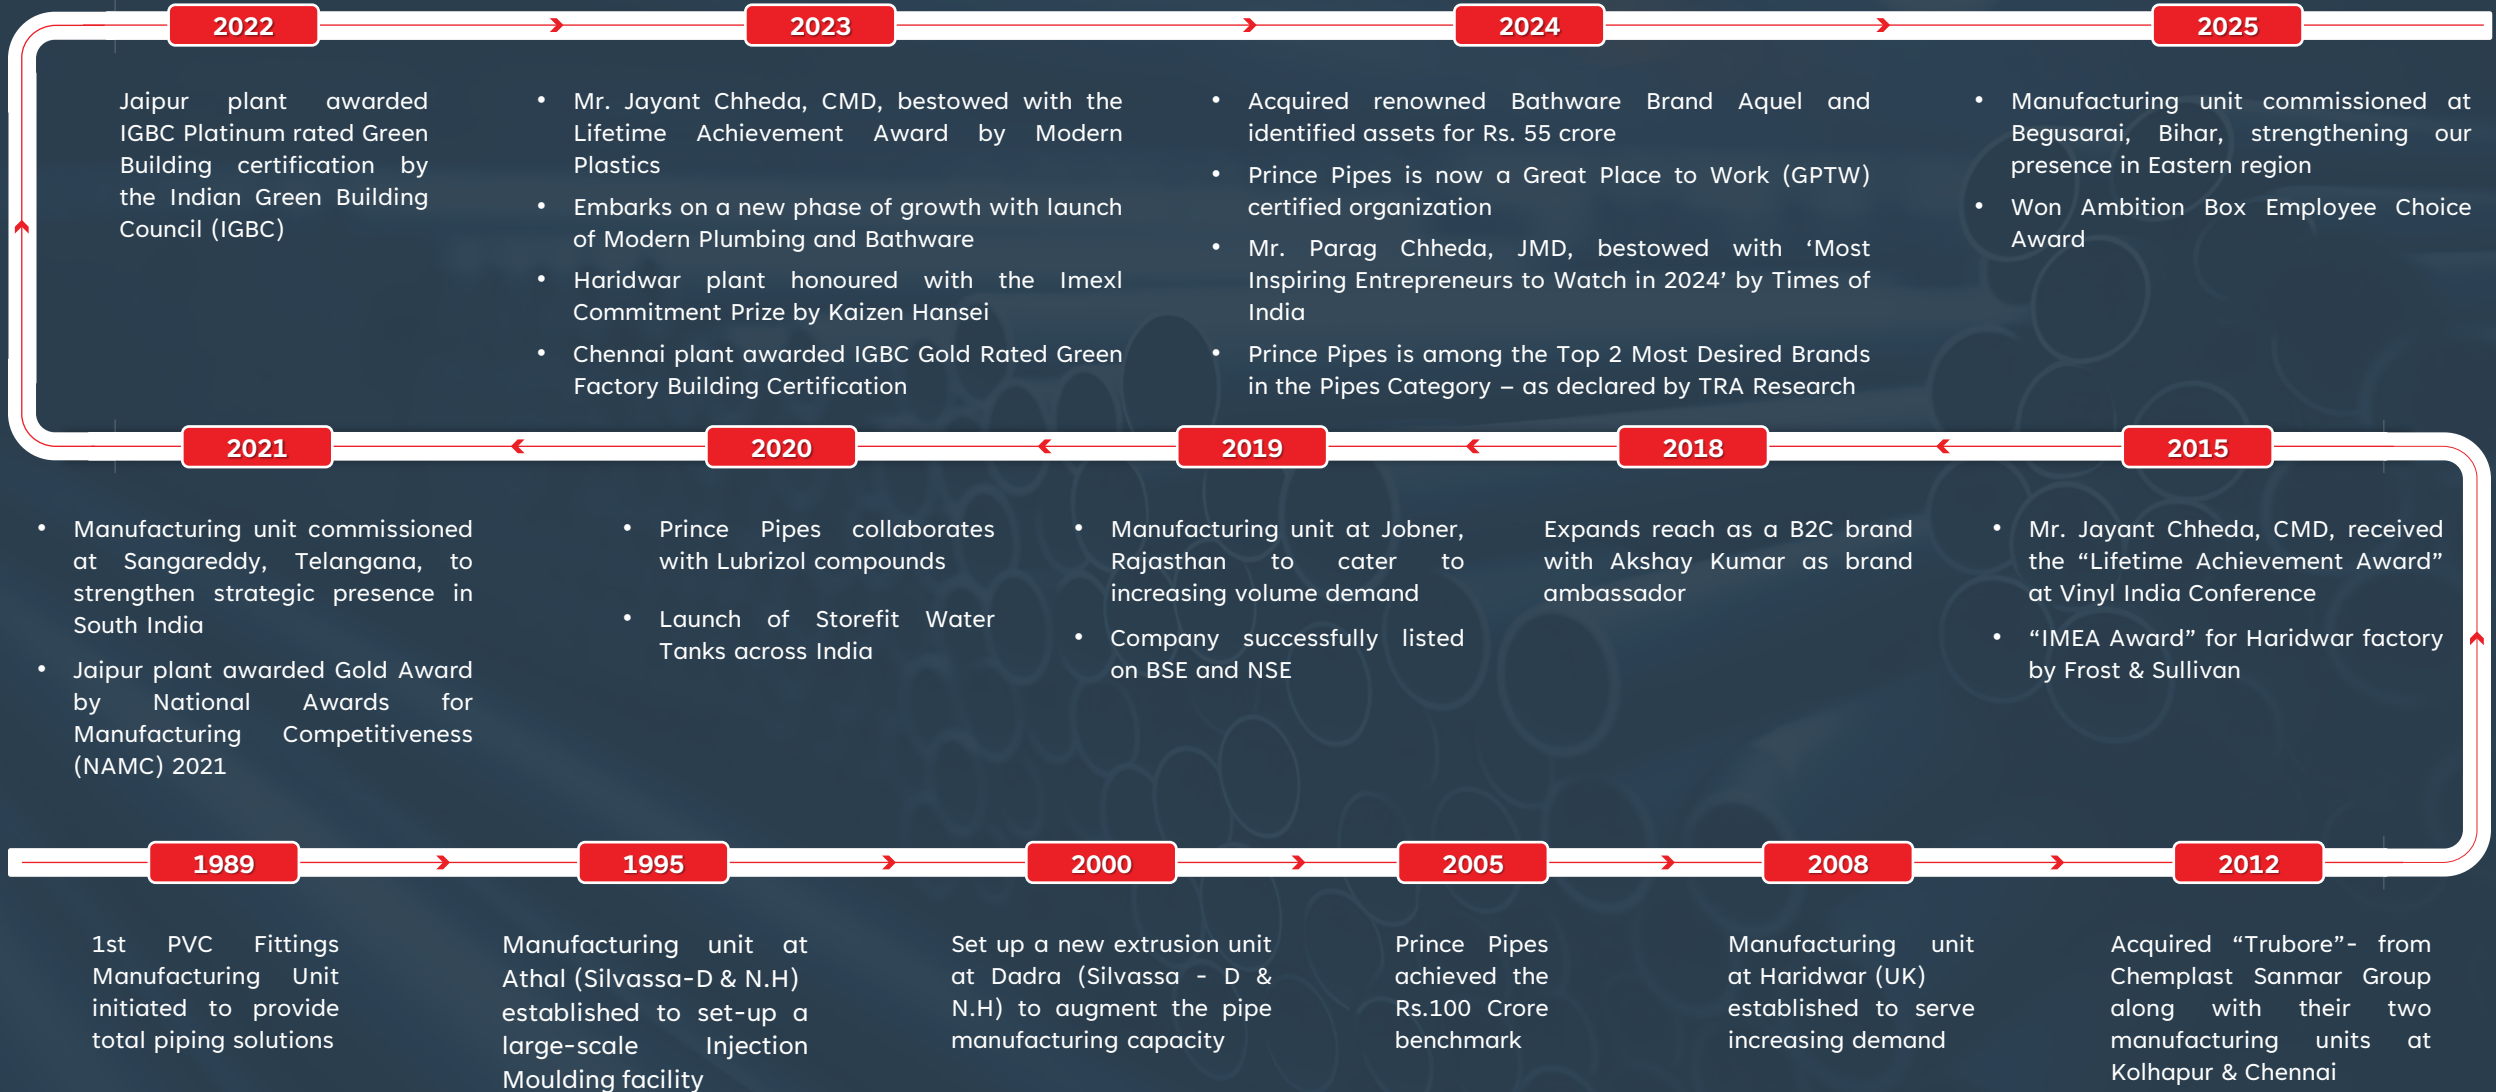 2022
2023
2024
2025
Jaipur plant awarded
IGBC Platinum rated Green
Building certification by
the Indian Green Building
Council (IGBC)
• Mr. Jayant Chheda, CMD, bestowed with the
Lifetime Achievement Award by Modern
Plastics
• Embarks on a new phase of growth with launch
of Modern Plumbing and Bathware
• Haridwar plant honoured with the Imexl
Commitment Prize by Kaizen Hansei
• Chennai plant awarded IGBC Gold Rated Green
Factory Building Certification
• Acquired renowned Bathware Brand Aquel and
identified assets for Rs. 55 crore
• Prince Pipes is now a Great Place to Work (GPTW)
certified organization
• Mr. Parag Chheda, JMD, bestowed with ‘Most
Inspiring Entrepreneurs to Watch in 2024’ by Times of
India
• Prince Pipes is among the Top 2 Most Desired Brands
in the Pipes Category – as declared by TRA Research
• Manufacturing unit commissioned at
Begusarai, Bihar, strengthening our
presence in Eastern region
• Won Ambition Box Employee Choice
Award
2021
2020
2019
2018
2015
• Manufacturing unit commissioned
at Sangareddy, Telangana, to
strengthen strategic presence in
South India
• Jaipur plant awarded Gold Award
by National Awards for
Manufacturing Competitiveness
(NAMC) 2021
• Prince Pipes collaborates
with Lubrizol compounds
• Launch of Storefit Water
Tanks across India
• Manufacturing unit at Jobner,
Rajasthan to cater to
increasing volume demand
• Company successfully listed
on BSE and NSE
Expands reach as a B2C brand
with Akshay Kumar as brand
ambassador
• Mr. Jayant Chheda, CMD, received
the “Lifetime Achievement Award”
at Vinyl India Conference
• “IMEA Award” for Haridwar factory
by Frost & Sullivan
1989
1995
2000
2005
2008
2012
1st PVC Fittings
Manufacturing Unit
initiated to provide
total piping solutions
Manufacturing unit at
Athal (Silvassa-D & N.H)
established to set-up a
large-scale Injection
Moulding facility
Set up a new extrusion unit
at Dadra (Silvassa - D &
N.H) to augment the pipe
manufacturing capacity
Prince Pipes
achieved the
Rs.100 Crore
benchmark
Manufacturing unit
at Haridwar (UK)
established to serve
increasing demand
Acquired “Trubore”- from
Chemplast Sanmar Group
along with their two
manufacturing units at
Kolhapur & Chennai